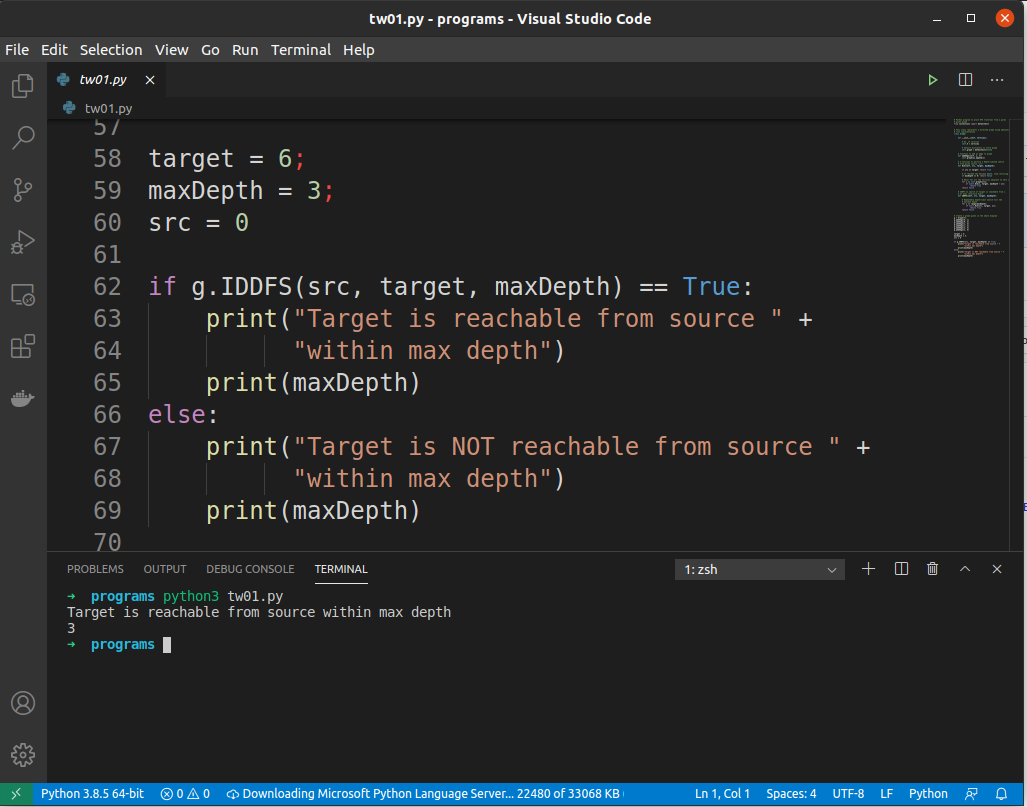 tw01.py - programs - Visual Studio Code
File Edit Selection View Go Run Terminal Help
tw01.py
tw01.py
57
58 target = 6;
59 maxDepth = 3;
60 src = 0
61
62 if g.IDDFS(src, target, maxDepth) == True:
63 print("Target is reachable from source " +
64 "within max depth")
65 print(maxDepth)
66 else:
67 print("Target is NOT reachable from source " +
68 "within max depth")
69 print(maxDepth)
70
PROBLEMS OUTPUT DEBUG CONSOLE TERMINAL 1: zsh
→ programs python3 tw01.py
Target is reachable from source within max depth
3
→ programs
Python 3.8.5 64-bit 0 0 Downloading Microsoft Python Language Server... 22480 of 33068 KB Ln 1, Col 1 Spaces: 4 UTF-8 LF Python